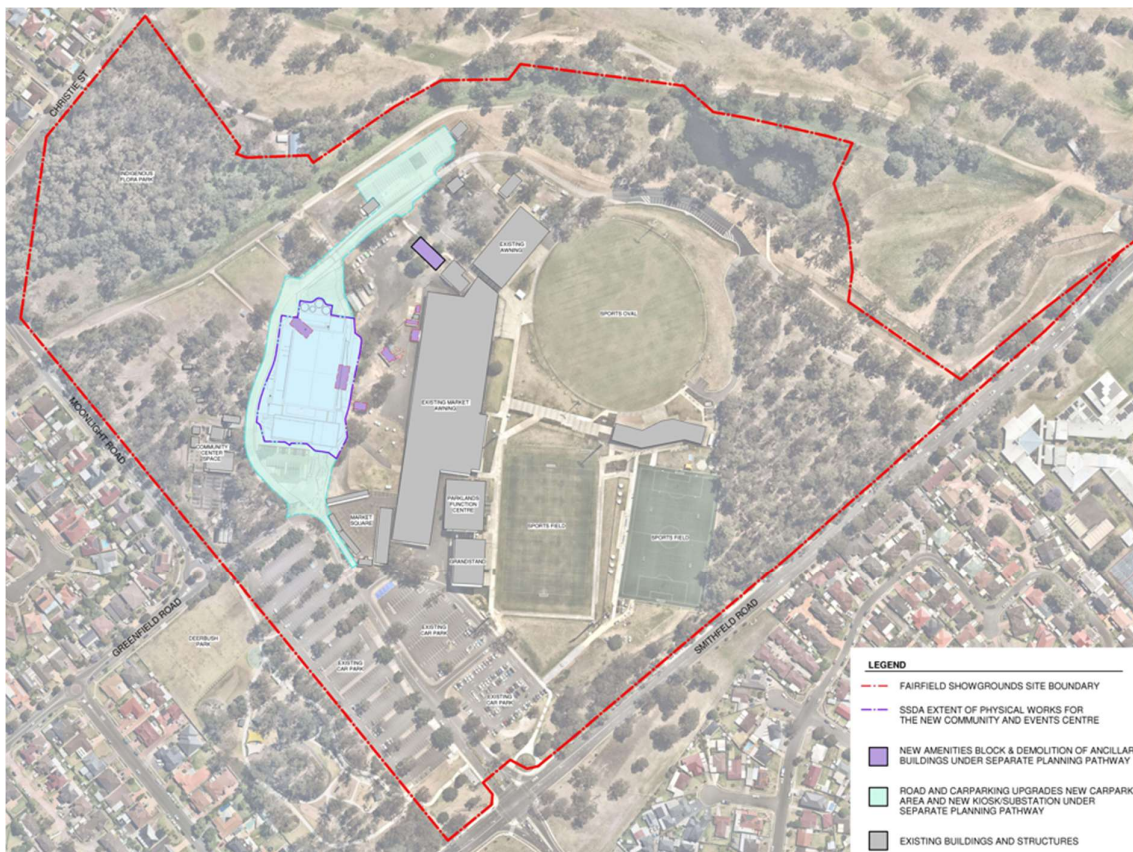 CHRISTIE ST
INDIGENOUS
FLORA PARK
EXISTING
AWNING
SPORTS OVAL
MOONLIGHT ROAD
EXISTING MARKET
AWNING
COMMUNITY
CENTER
SPACE
MARKET
SQUARE
PARKLANDS
FUNCTION
CENTRE
SPORTS FIELD
SPORTS FIELD
GRANDSTAND
GREENFIELD ROAD
DEERBUSH
PARK
EXISTING
CAR PARK
EXISTING
CAR PARK
EXISTING
CAR PARK
SMITHFELD ROAD
LEGEND
FAIRFIELD SHOWGROUNDS SITE BOUNDARY
SSDA EXTENT OF PHYSICAL WORKS FOR
THE NEW COMMUNITY AND EVENTS CENTRE
NEW AMENITIES BLOCK & DEMOLITION OF ANCILLAR
BUILDINGS UNDER SEPARATE PLANNING PATHWAY
ROAD AND CARPARKING UPGRADES NEW CARPARK
AREA AND NEW KIOSK/SUBSTATION UNDER
SEPARATE PLANNING PATHWAY
EXISTING BUILDINGS AND STRUCTURES